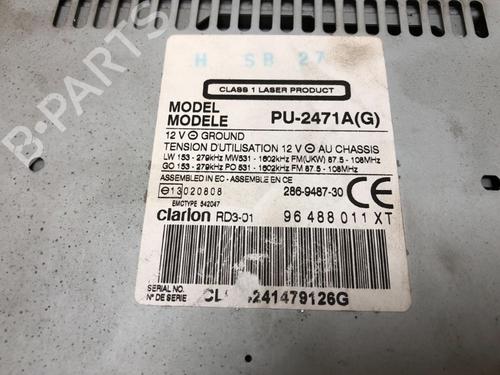 H SB 27
CLASS 1 LASER PRODUCT
MODEL
MODELE PU-2471A(G)
12 V ⊖ GROUND
TENSION D'UTILISATION 12 V ⊖ AU CHASSIS
LW 153 - 279kHz MW531 - 1602kHz FM(UKW) 87.5 - 108MHz
GO 153 - 279kHz PO 531 - 1602kHz FM 87.5 - 108MHz
ASSEMBLED IN EC - ASSEMBLE EN CE
13020808 286-9487-30 CE
EMCTYPE 542047
Clarion RD3-01 96 488 011 XT
SERIAL NO.
N° DE SERIE 241479126G
B-PARTS